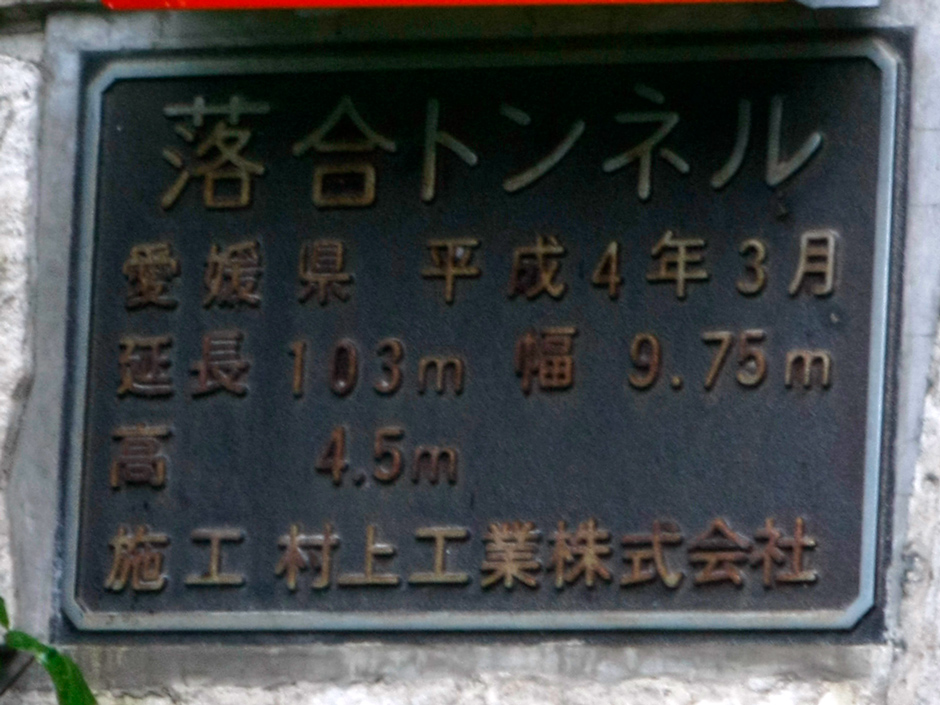 落合トンネル
愛媛県 平成4年3月
延長 103m 幅 9.75m
高 4.5m
施工 村上工業株式会社